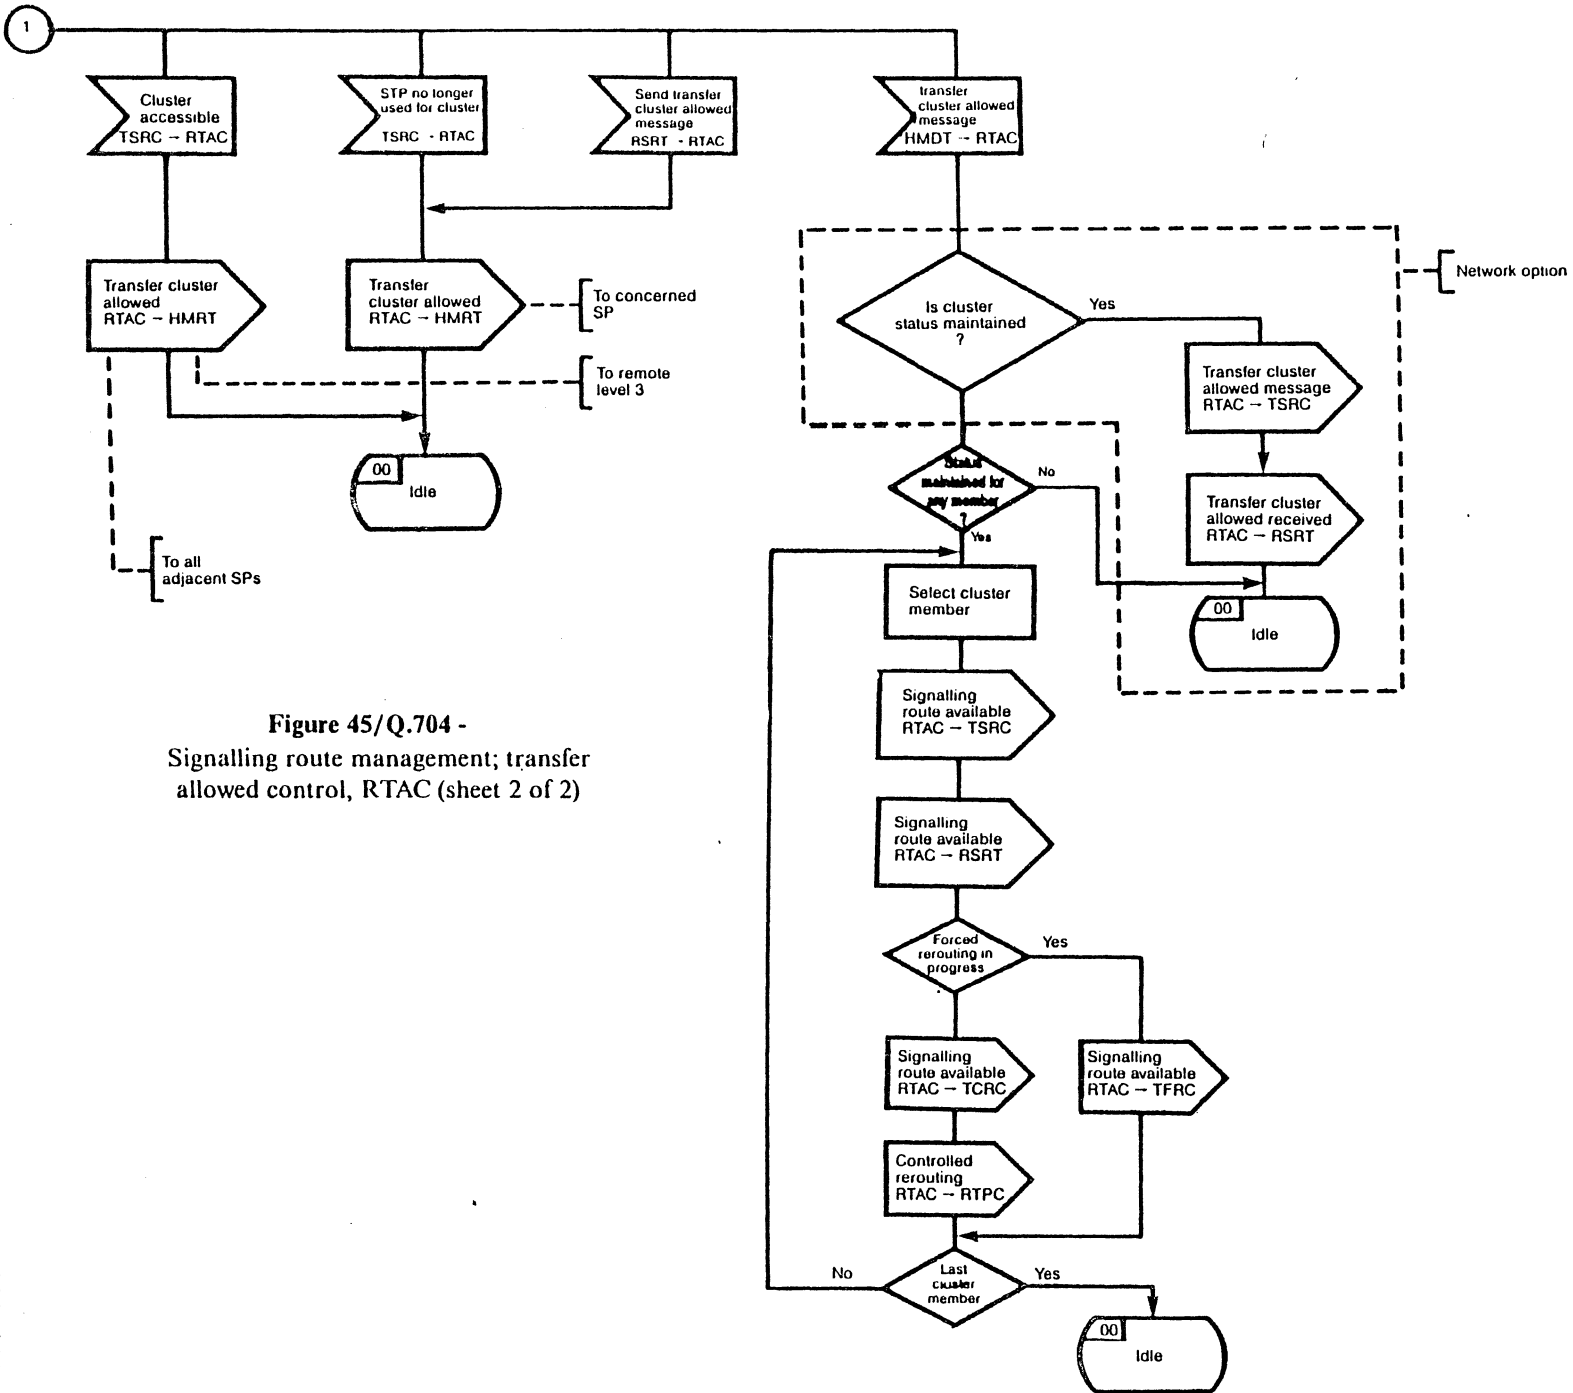 1
Cluster
accessible
TSRC → RTAC
STP no longer
used for cluster
TSRC - RTAC
Send transfer
cluster allowed
message
RSRT - RTAC
transfer
cluster allowed
message
HMDT → RTAC
Transfer cluster
allowed
RTAC → HMRT
Transfer
cluster allowed
RTAC → HMRT
To concerned
SP
To remote
level 3
00
Idle
To all
adjacent SPs
Network option
Is cluster
status maintained
?
Yes
Transfer cluster
allowed message
RTAC → TSRC
Status
maintained for
any member
?
No
Yes
Transfer cluster
allowed received
RTAC → RSRT
00
Idle
Select cluster
member
Signalling
route available
RTAC → TSRC
Signalling
route available
RTAC → RSRT
Forced
rerouting in
progress
Yes
Signalling
route available
RTAC → TCRC
Signalling
route available
RTAC → TFRC
Controlled
rerouting
RTAC → RTPC
Last
cluster
member
No
Yes
00
Idle
Figure 45/Q.704 -
Signalling route management; transfer
allowed control, RTAC (sheet 2 of 2)